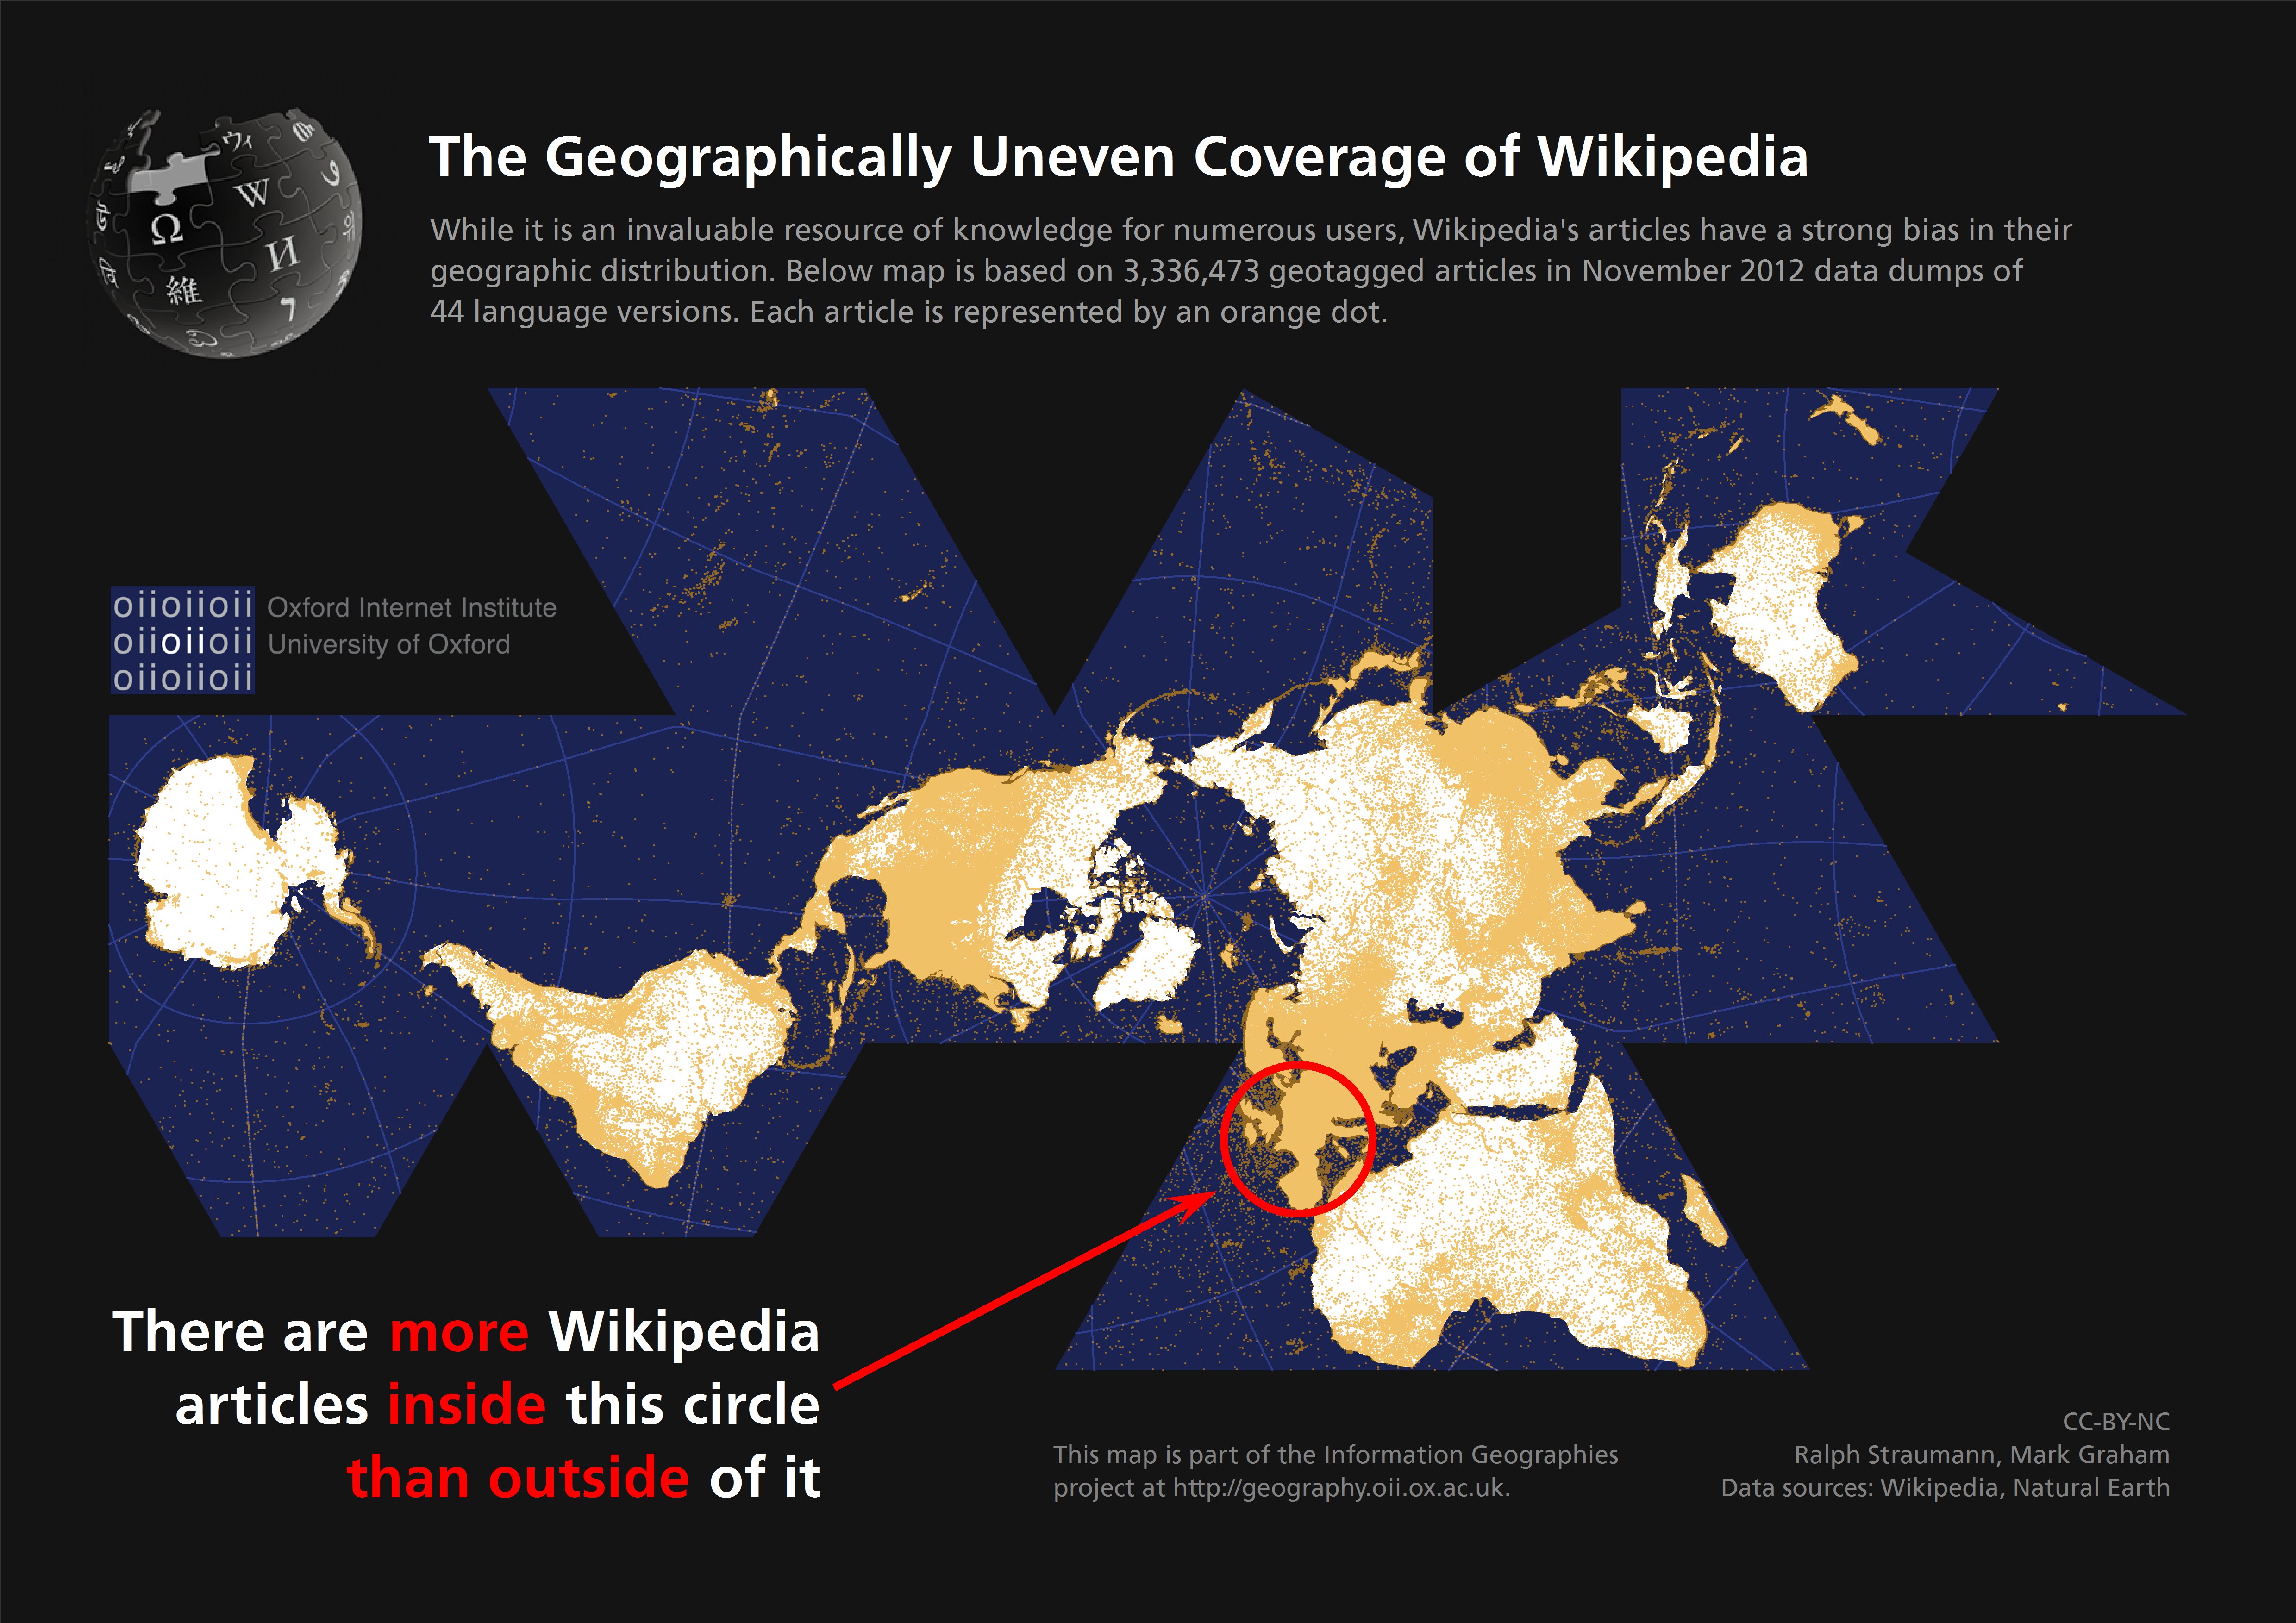 The Geographically Uneven Coverage of Wikipedia
While it is an invaluable resource of knowledge for numerous users, Wikipedia's articles have a strong bias in their
geographic distribution. Below map is based on 3,336,473 geotagged articles in November 2012 data dumps of
44 language versions. Each article is represented by an orange dot.
ウィ
W
Ω
И
維
7
oiioiioii Oxford Internet Institute
oiioiioii University of Oxford
oiioiioii
There are more Wikipedia
articles inside this circle
than outside of it
This map is part of the Information Geographies
project at http://geography.oii.ox.ac.uk.
CC-BY-NC
Ralph Straumann, Mark Graham
Data sources: Wikipedia, Natural Earth